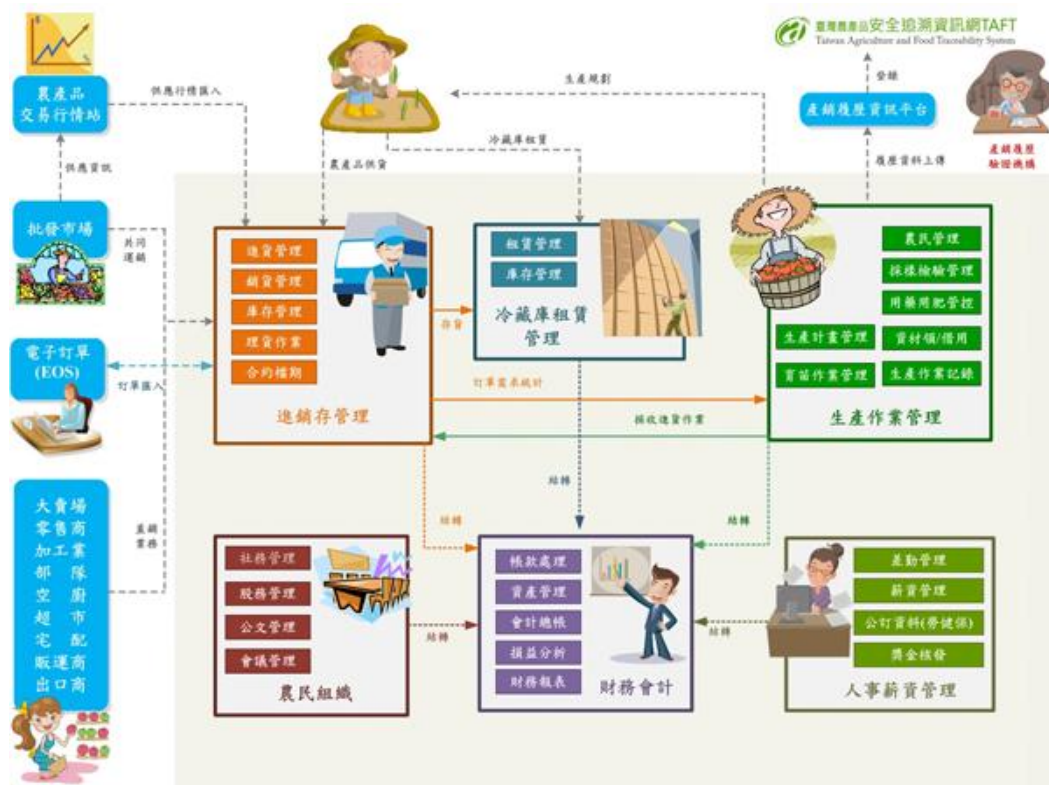 臺灣農產品安全追溯資訊網TAFT
Taiwan Agriculture and Food Traceability System
農產品
交易行情站
供應行情匯入
生產規劃
登錄
產銷履歷資訊平台
產銷履歷
驗證機構
冷藏庫租賃
農產品供貨
供應資訊
履歷資料上傳
批發市場
共同
運銷
進貨管理
銷貨管理
庫存管理
理貨作業
合約檔期
進銷存管理
存貨
租賃管理
庫存管理
冷藏庫租賃
管理
農民管理
採樣檢驗管理
用藥用肥管控
生產計畫管理
資材領/借用
育苗作業管理
生產作業記錄
生產作業管理
電子訂單
(EOS)
訂單匯入
訂單需求統計
採收進貨作業
結轉
結轉
結轉
大賣場
零售商
加工業
部隊
空廚
超市
宅配
販運商
出口商
直銷
業務
社務管理
股務管理
公文管理
會議管理
農民組織
結轉
帳款處理
資產管理
會計總帳
損益分析
財務報表
財務會計
結轉
差勤管理
薪資管理
公訂資料(勞健保)
獎金核發
人事薪資管理